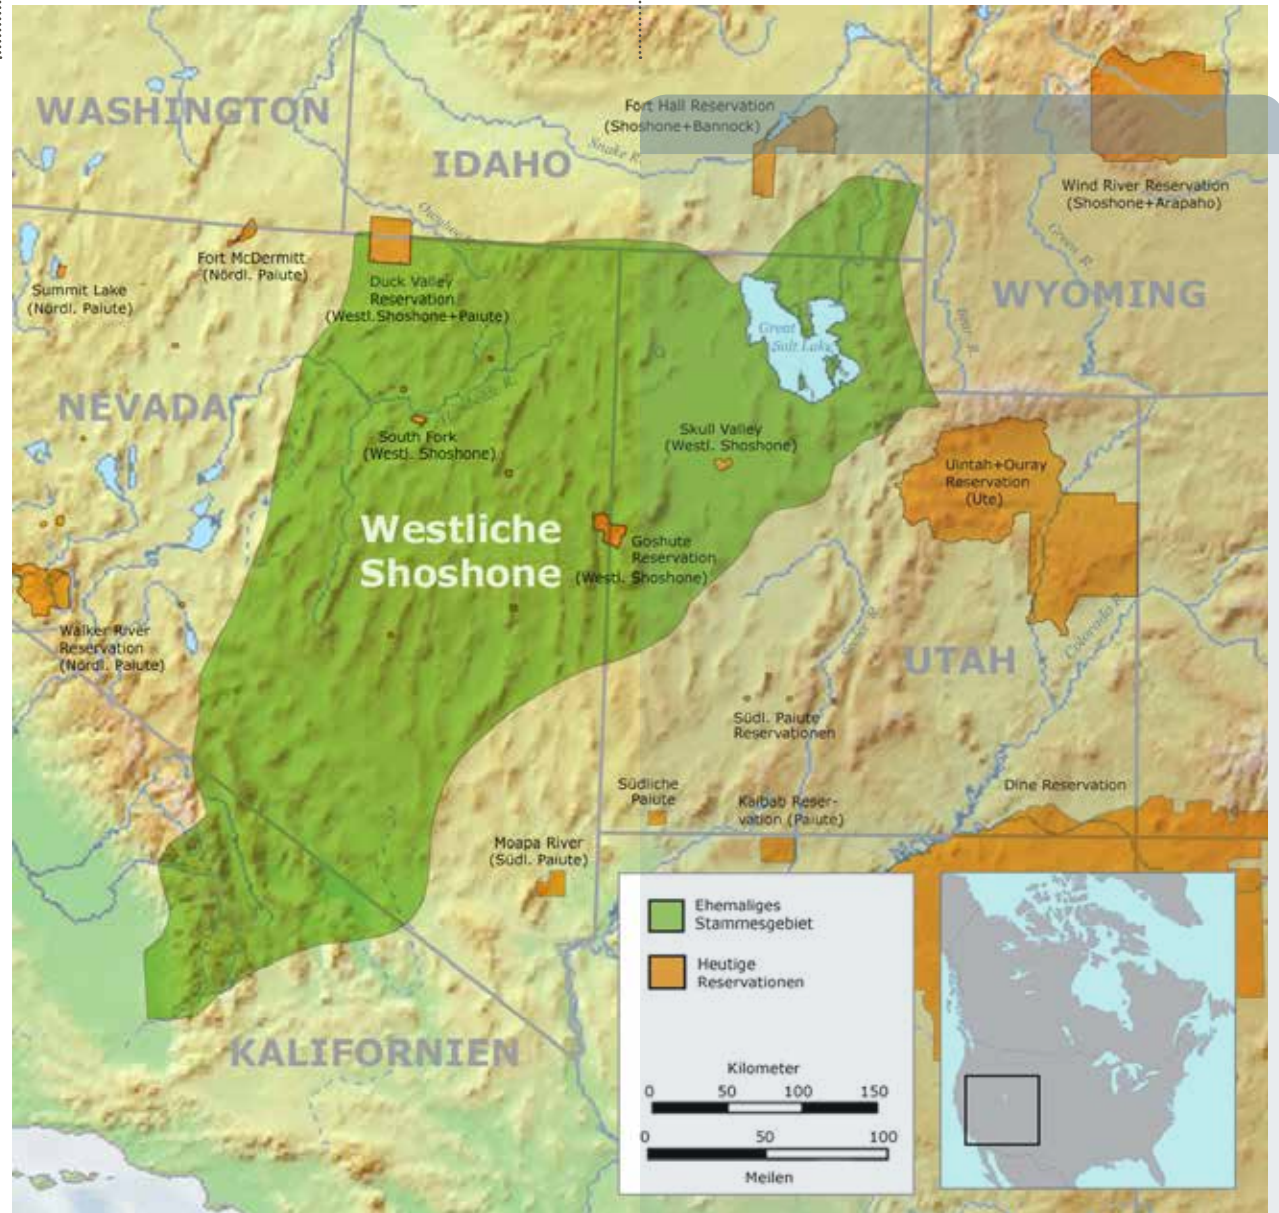 WASHINGTON
IDAHO
Fort Hall Reservation
(Shoshone+Bannock)
Snake R.
Wind River Reservation
(Shoshone+Arapaho)
Green R.
WYOMING
Fort McDermitt
(Nördl. Paiute)
Summit Lake
(Nördl. Paiute)
Duck Valley
Reservation
(Westl.Shoshone+Paiute)
Great
Salt Lake
Bear R.
NEVADA
South Fork
(Westl. Shoshone)
Skull Valley
(Westl. Shoshone)
Uintah+Ouray
Reservation
(Ute)
Westliche
Shoshone
Goshute
Reservation
(Westl. Shoshone)
Walker River
Reservation
(Nördl. Paiute)
Colorado R.
UTAH
Südl. Paiute
Reservationen
Südliche
Paiute
Kaibab Reser-
vation (Paiute)
Dine Reservation
Moapa River
(Südl. Paiute)
KALIFORNIEN
Ehemaliges
Stammesgebiet
Heutige
Reservationen
Kilometer
0 50 100 150
0 50 100
Meilen